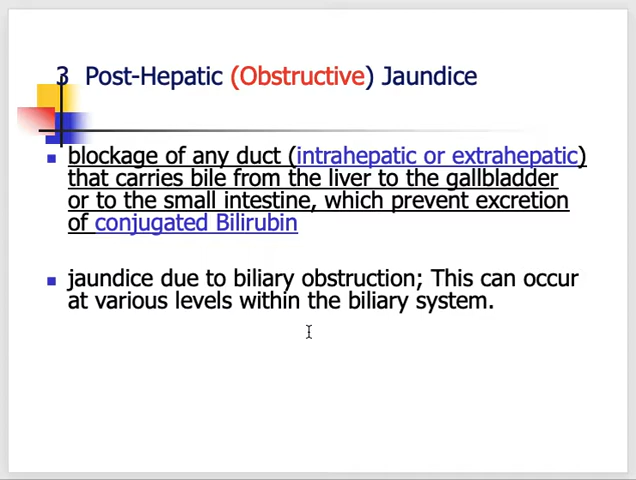 3 Post-Hepatic (Obstructive) Jaundice
blockage of any duct (intrahepatic or extrahepatic)
that carries bile from the liver to the gallbladder
or to the small intestine, which prevent excretion
of conjugated Bilirubin
jaundice due to biliary obstruction; This can occur
at various levels within the biliary system.